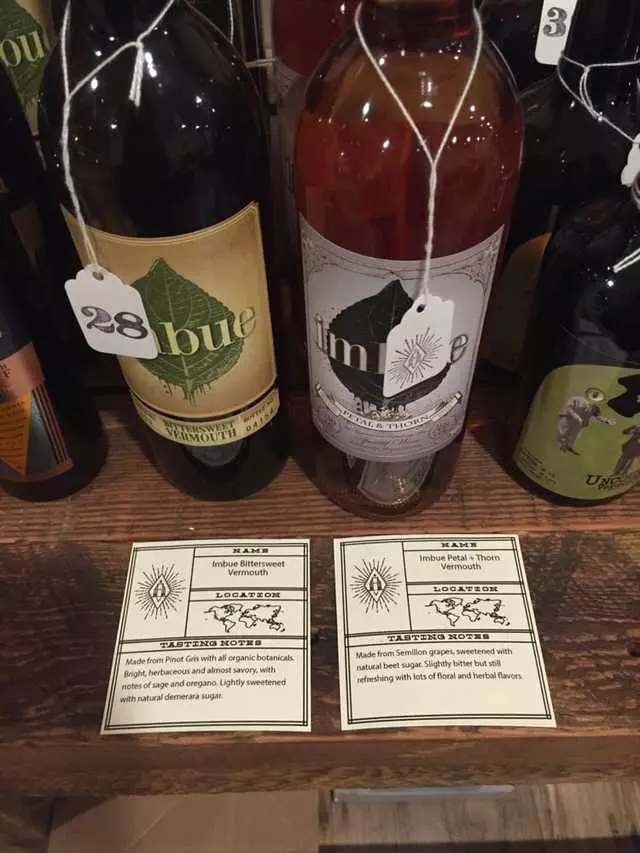 ou
3
28
bue
BITTERSWEET
VERMOUTH
im e
PETAL & THORN
NAME
Imbue Bittersweet
Vermouth
LOCATION
TASTING NOTES
Made from Pinot Gris with all organic botanicals.
Bright, herbaceous and almost savory, with
notes of sage and oregano. Lightly sweetened
with natural demerara sugar.
NAME
Imbue Petal + Thorn
Vermouth
LOCATION
TASTING NOTES
Made from Semillon grapes, sweetened with
natural beet sugar. Slightly bitter but still
refreshing with lots of floral and herbal flavors.